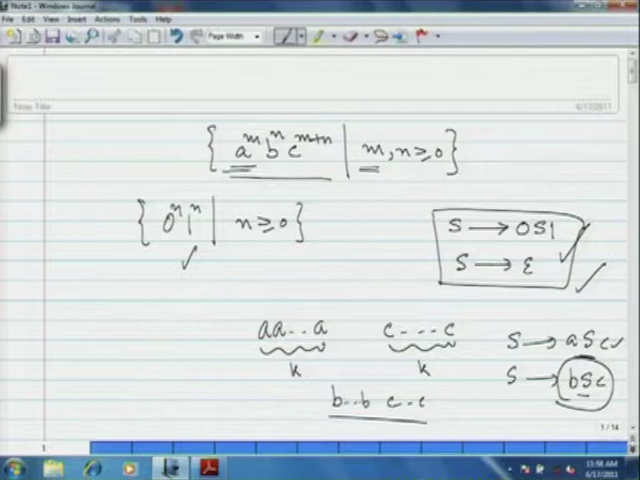 Note1 - Windows Journal
File Edit View Insert Actions Tools Help
Page Width
Note Title
6/17/2011
{ a^m b^n c^{m+n} | m, n ≥ 0 }
{ 0^n 1^n | n ≥ 0 }
S → 0S1
S → ε
aa...a c....c S → aSc
k k S → bSc
b..b c..c
1 / 14
1
11:58 AM
6/17/2011